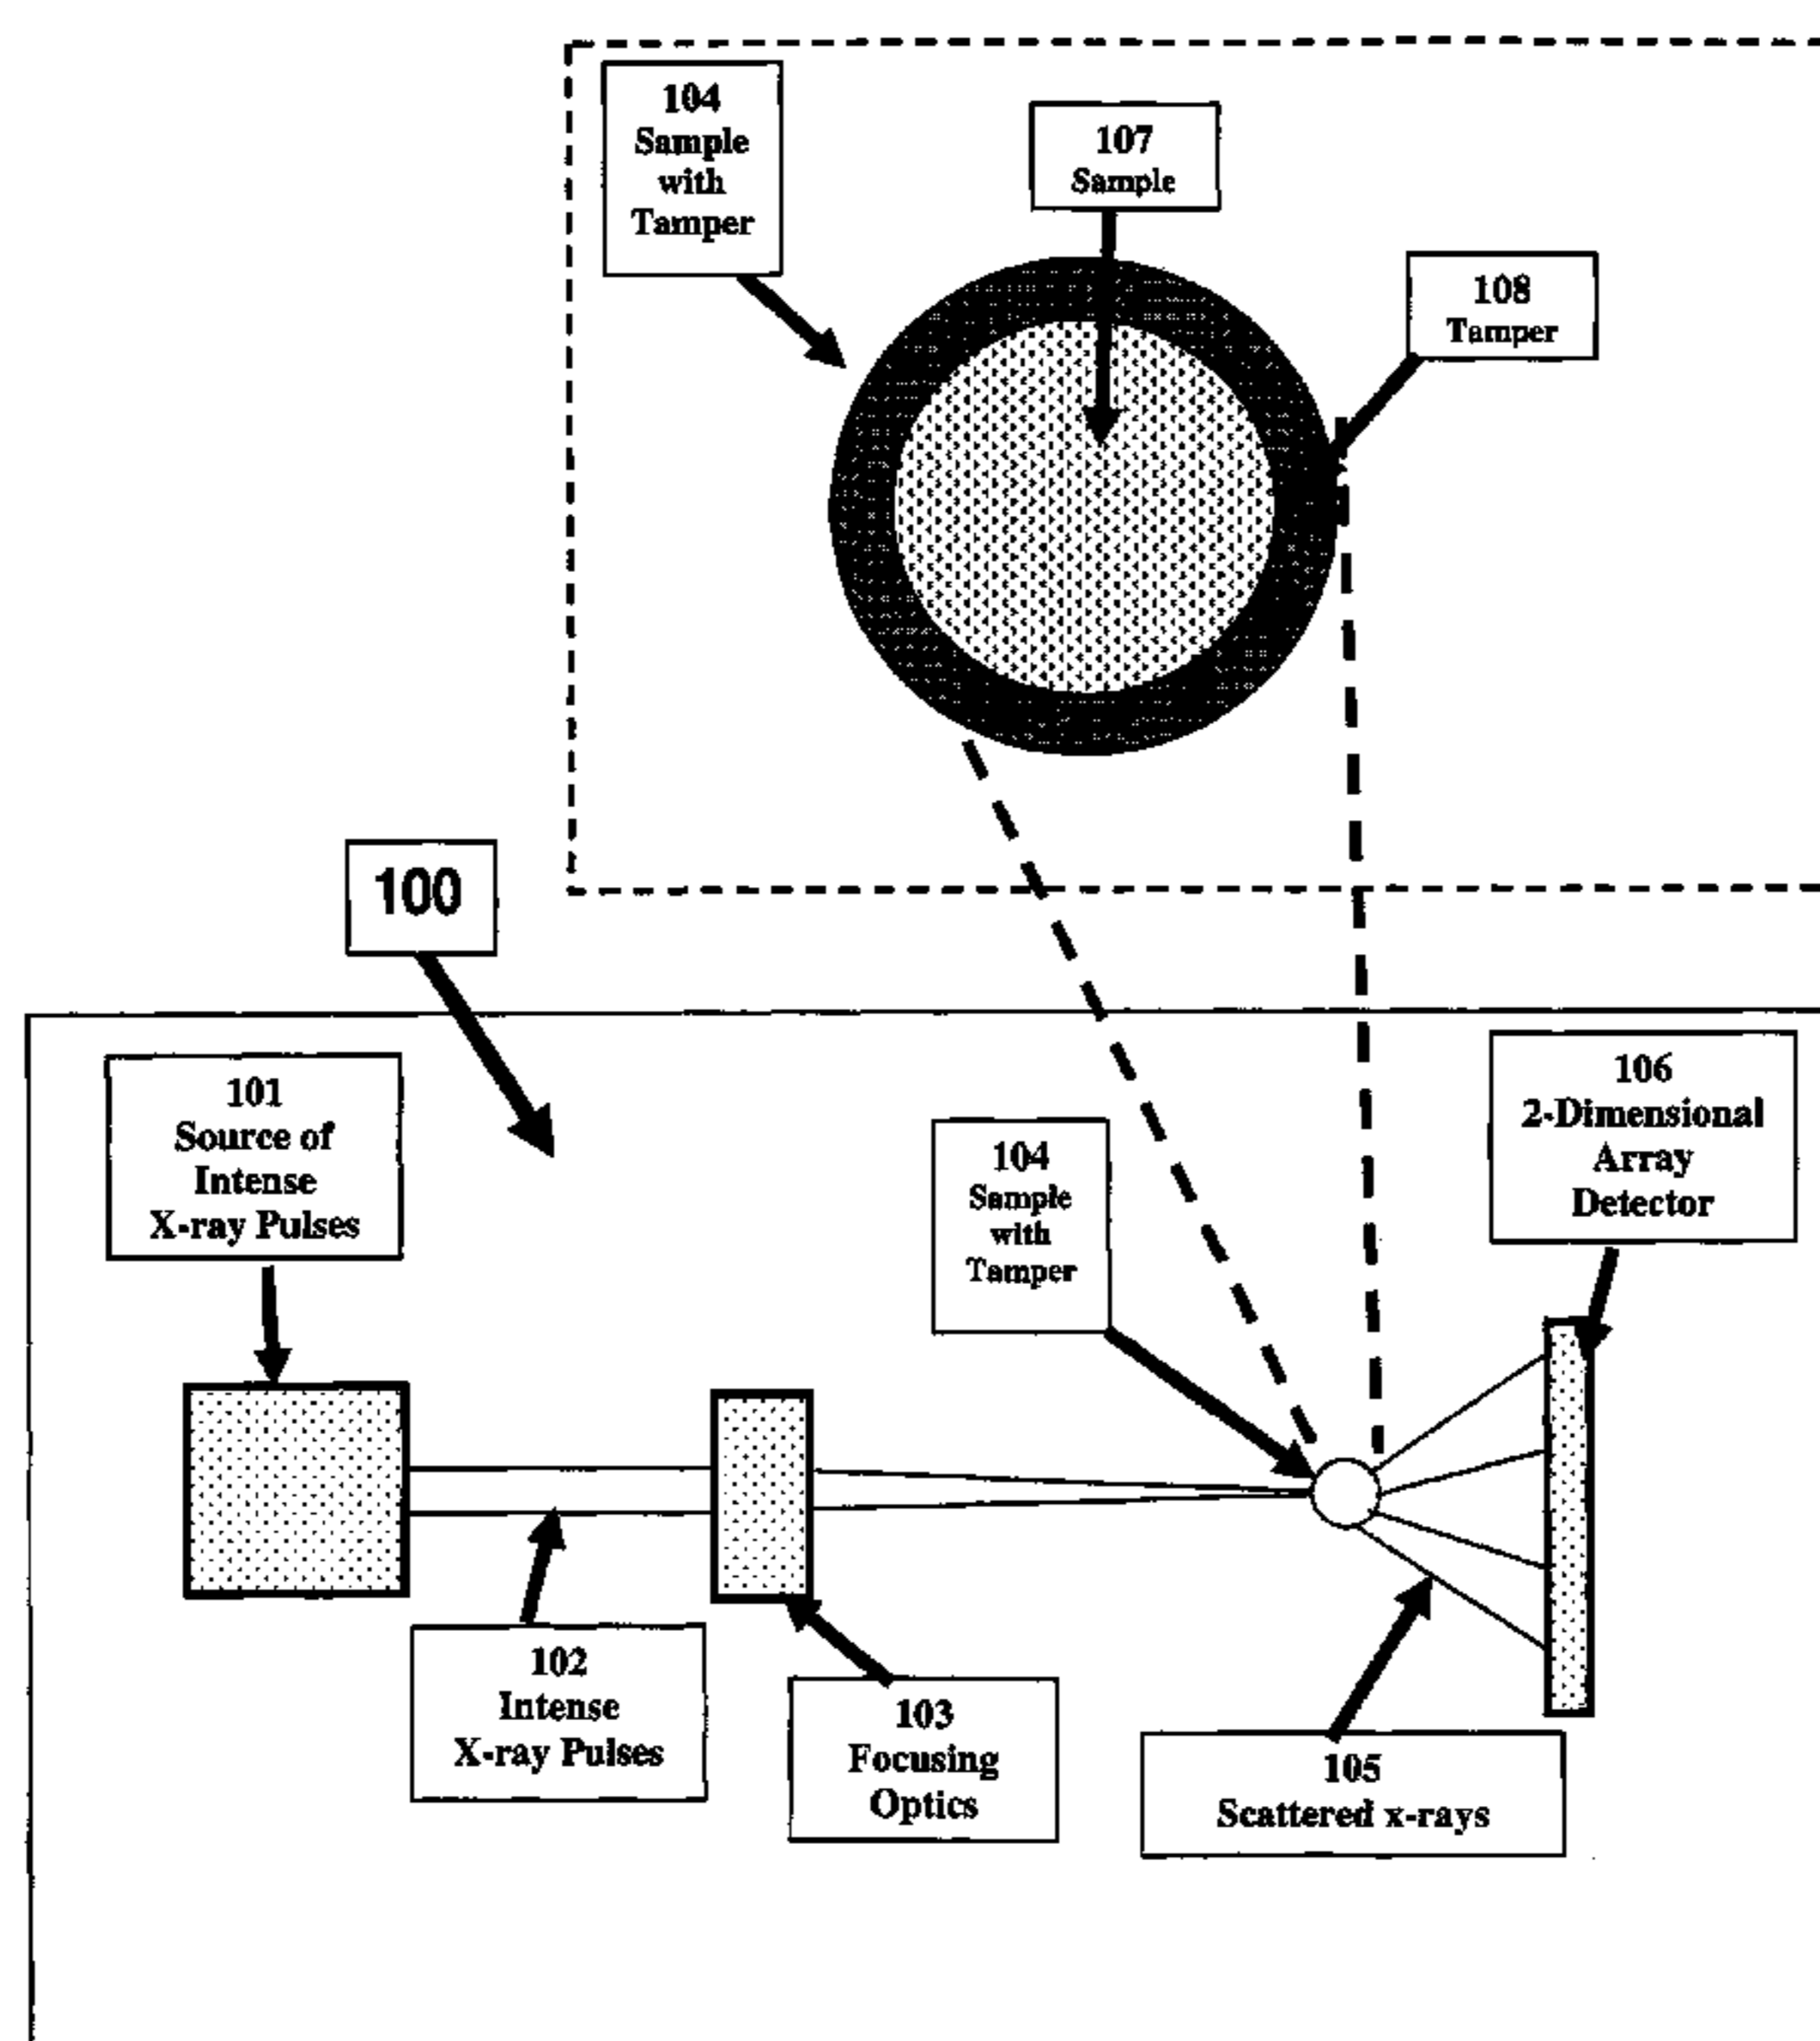 104
Sample
with
Tamper
107
Sample
108
Tamper
100
101
Source of
Intense
X-ray Pulses
104
Sample
with
Tamper
106
2-Dimensional
Array
Detector
102
Intense
X-ray Pulses
103
Focusing
Optics
105
Scattered x-rays